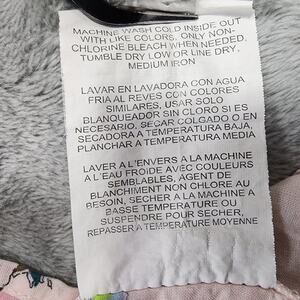 MACHINE WASH COLD INSIDE OUT
WITH LIKE COLORS, ONLY NON-
CHLORINE BLEACH WHEN NEEDED,
TUMBLE DRY LOW OR LINE DRY,
MEDIUM IRON
LAVAR EN LAVADORA CON AGUA
FRIA AL REVES CON COLORES
SIMILARES, USAR SOLO
BLANQUEADOR SIN CLORO SI ES
NECESARIO, SEGAR COLGADO O EN
SECADORA A TEMPERATURA BAJA,
PLANCHAR A TEMPERATURA MEDIA
LAVER A L'ENVERS A LA MACHINE
A L'EAU FROIDE AVEC COULEURS
SEMBLABLES, AGENT DE
BLANCHIMENT NON CHLORE AU
BESOIN, SECHER A LA MACHINE A
BASSE TEMPERATURE OU
SUSPENDRE POUR SECHER,
REPASSER A TEMPERATURE MOYENNE